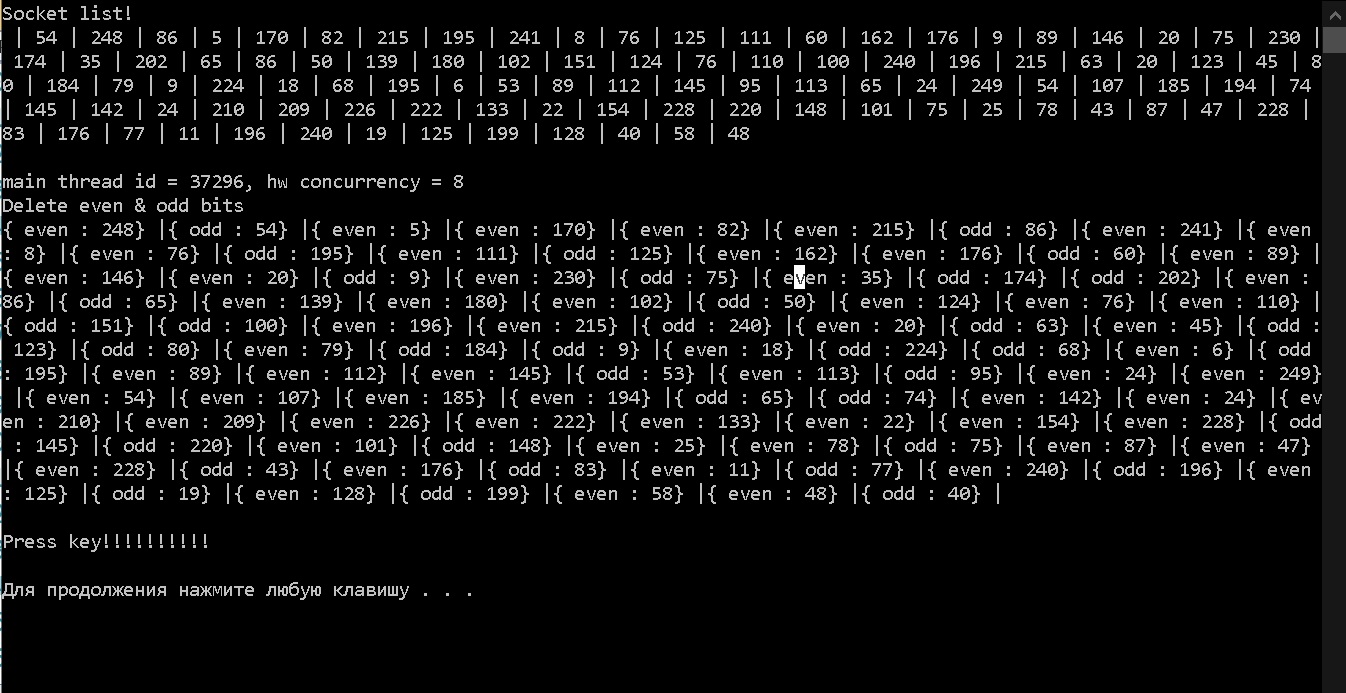 Socket list!
 | 54 | 248 | 86 | 5 | 170 | 82 | 215 | 195 | 241 | 8 | 76 | 125 | 111 | 60 | 162 | 176 | 9 | 89 | 146 | 20 | 75 | 230 |
 174 | 35 | 202 | 65 | 86 | 50 | 139 | 180 | 102 | 151 | 124 | 76 | 110 | 100 | 240 | 196 | 215 | 63 | 20 | 123 | 45 | 8
0 | 184 | 79 | 9 | 224 | 18 | 68 | 195 | 6 | 53 | 89 | 112 | 145 | 95 | 113 | 65 | 24 | 249 | 54 | 107 | 185 | 194 | 74
 | 145 | 142 | 24 | 210 | 209 | 226 | 222 | 133 | 22 | 154 | 228 | 220 | 148 | 101 | 75 | 25 | 78 | 43 | 87 | 47 | 228 |
83 | 176 | 77 | 11 | 196 | 240 | 19 | 125 | 199 | 128 | 40 | 58 | 48
main thread id = 37296, hw concurrency = 8
Delete even & odd bits
{ even : 248} |{ odd : 54} |{ even : 5} |{ even : 170} |{ even : 82} |{ even : 215} |{ odd : 86} |{ even : 241} |{ even
: 8} |{ even : 76} |{ odd : 195} |{ even : 111} |{ odd : 125} |{ even : 162} |{ even : 176} |{ odd : 60} |{ even : 89} |
{ even : 146} |{ even : 20} |{ odd : 9} |{ even : 230} |{ odd : 75} |{ even : 35} |{ odd : 174} |{ odd : 202} |{ even :
86} |{ odd : 65} |{ even : 139} |{ even : 180} |{ even : 102} |{ odd : 50} |{ even : 124} |{ even : 76} |{ even : 110} |
{ odd : 151} |{ odd : 100} |{ even : 196} |{ even : 215} |{ odd : 240} |{ even : 20} |{ odd : 63} |{ even : 45} |{ odd :
 123} |{ odd : 80} |{ even : 79} |{ odd : 184} |{ odd : 9} |{ even : 18} |{ odd : 224} |{ odd : 68} |{ even : 6} |{ odd
: 195} |{ even : 89} |{ even : 112} |{ even : 145} |{ odd : 53} |{ even : 113} |{ odd : 95} |{ even : 24} |{ even : 249}
 |{ even : 54} |{ even : 107} |{ even : 185} |{ even : 194} |{ odd : 65} |{ odd : 74} |{ even : 142} |{ even : 24} |{ ev
en : 210} |{ even : 209} |{ even : 226} |{ even : 222} |{ even : 133} |{ even : 22} |{ even : 154} |{ even : 228} |{ odd
 : 145} |{ odd : 220} |{ even : 101} |{ odd : 148} |{ even : 25} |{ even : 78} |{ odd : 75} |{ even : 87} |{ even : 47}
|{ even : 228} |{ odd : 43} |{ even : 176} |{ odd : 83} |{ even : 11} |{ odd : 77} |{ even : 240} |{ odd : 196} |{ even
: 125} |{ odd : 19} |{ even : 128} |{ odd : 199} |{ even : 58} |{ even : 48} |{ odd : 40} |
Press key!!!!!!!!!!
Для продолжения нажмите любую клавишу . . .